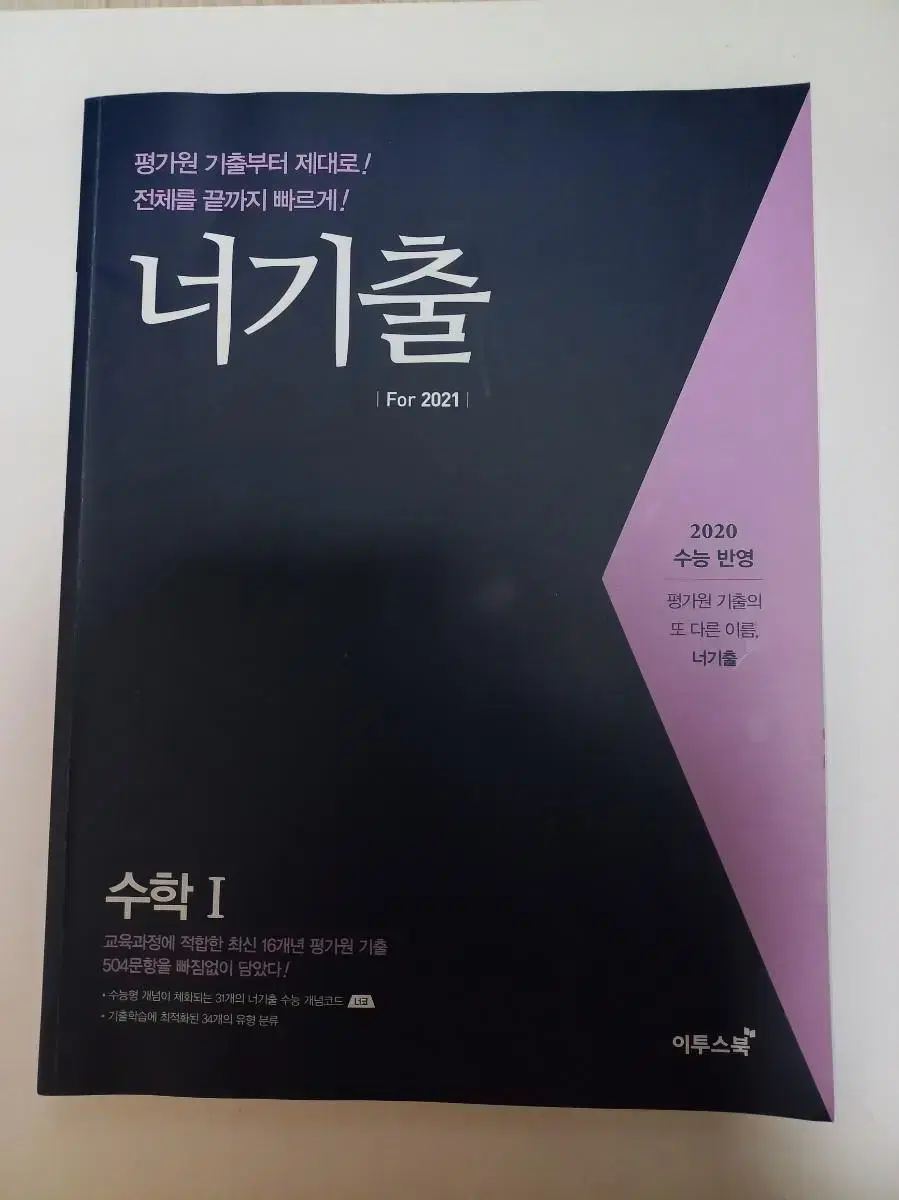 평가원 기출부터 제대로!
전체를 끝까지 빠르게!
너기출
| For 2021 |
2020
수능 반영
평가원 기출의
또 다른 이름,
너기출
수학 I
교육과정에 적합한 최신 16개년 평가원 기출
504문항을 빠짐없이 담았다!
• 수능형 개념이 체화되는 31개의 너기출 수능 개념코드 너코
• 기출학습에 최적화된 34개의 유형 분류
이투스북